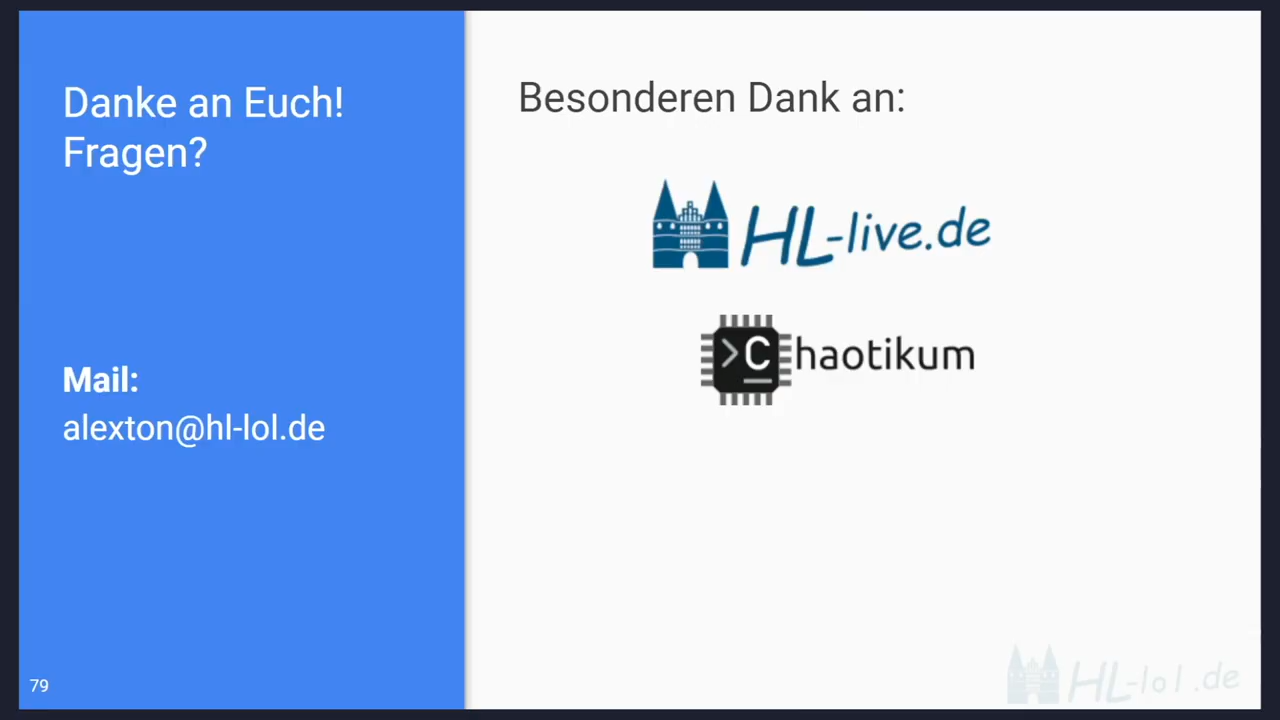 Danke an Euch!
Fragen?
Mail:
alexton@hl-lol.de
79
Besonderen Dank an:
HL-live.de
>C_haotikum
HL-lol.de